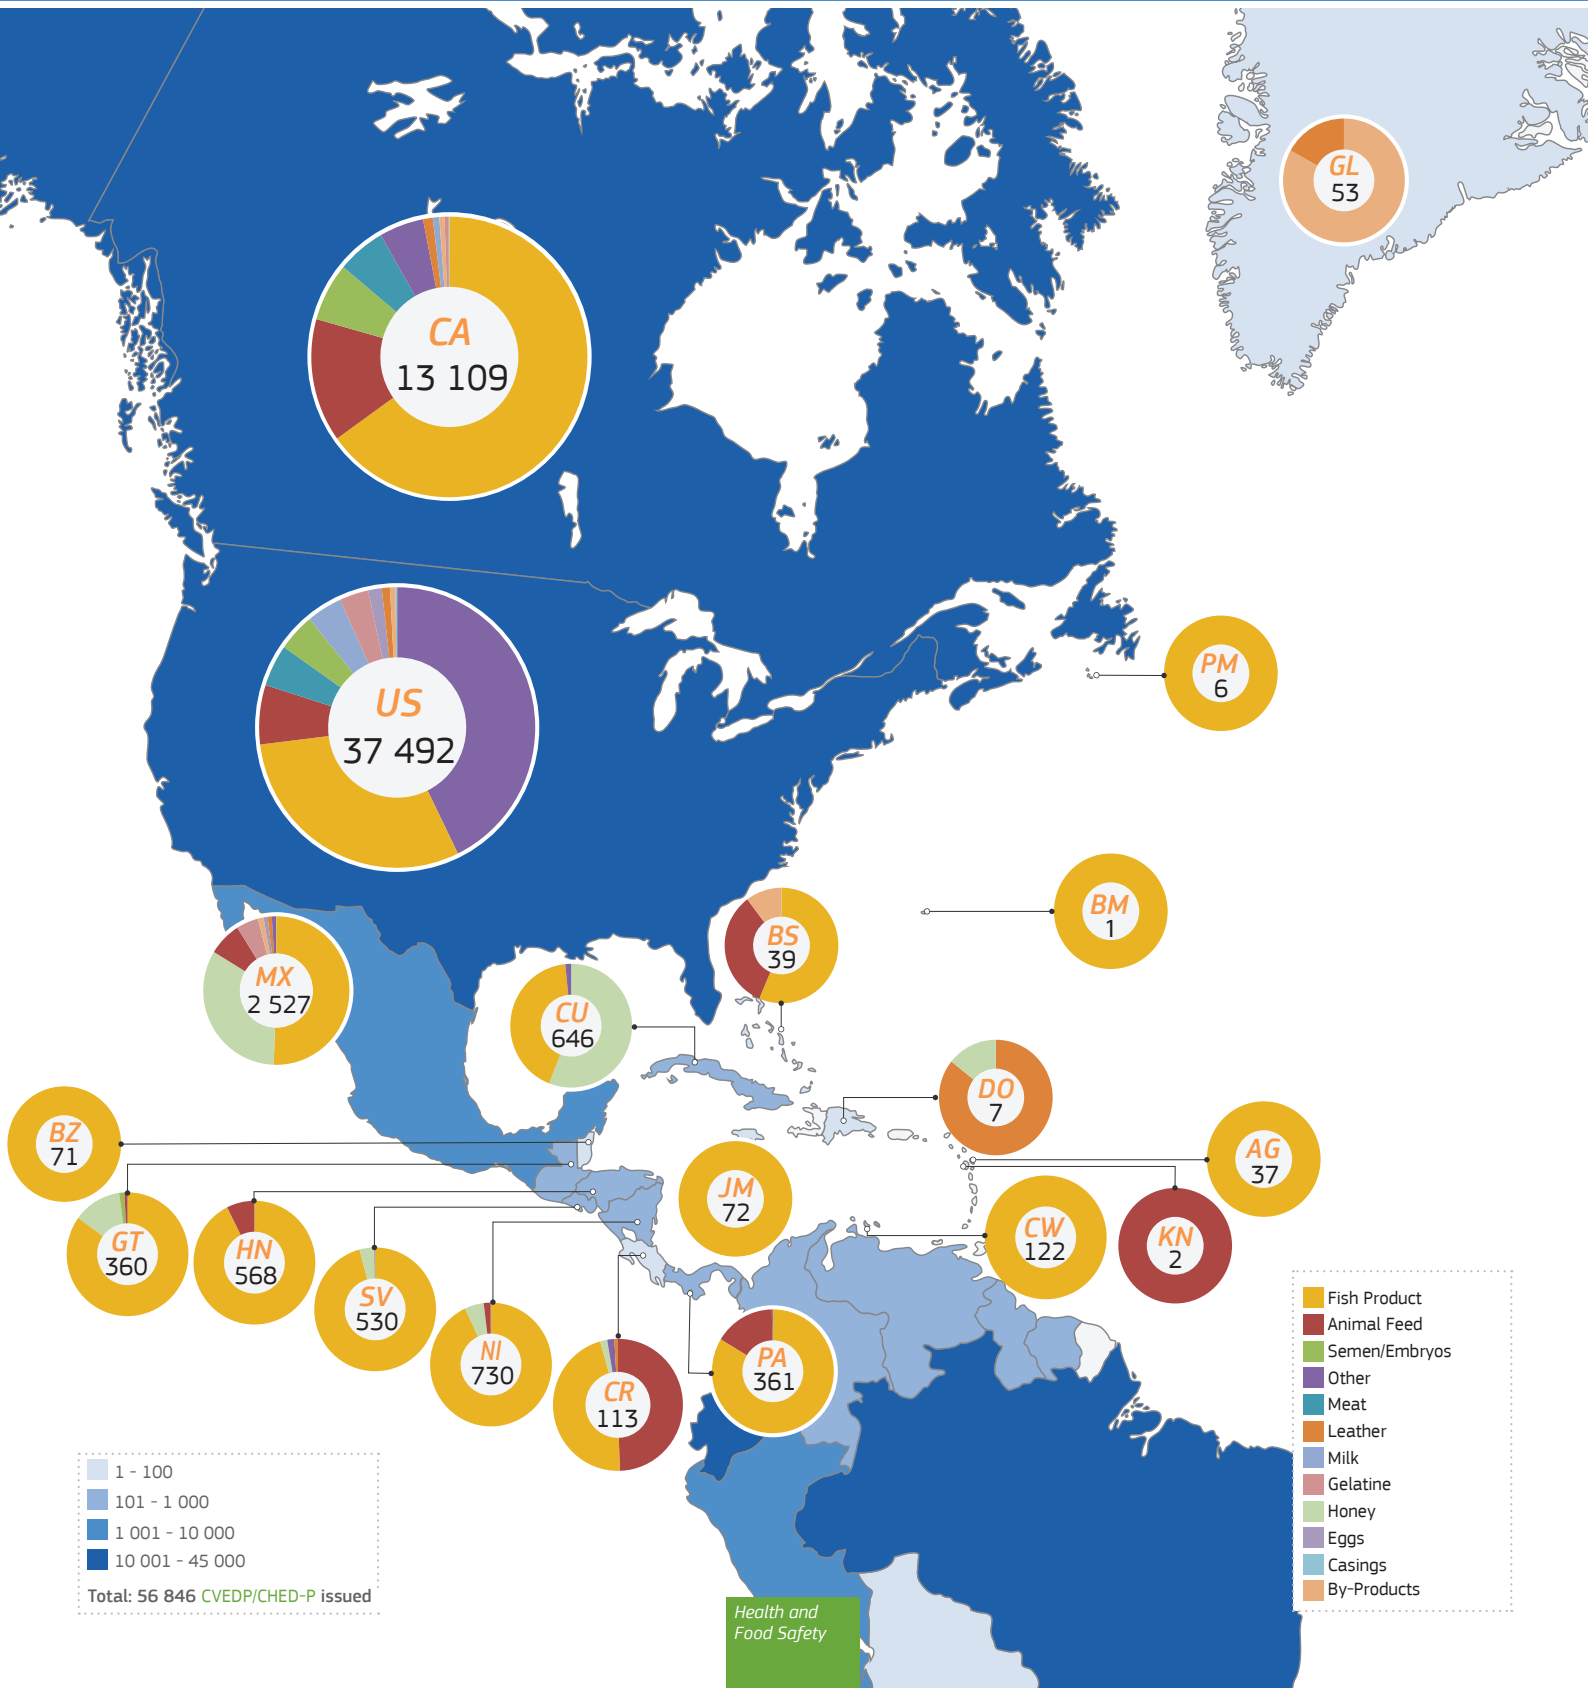 GL
53
CA
13 109
US
37 492
PM
6
BM
1
BS
39
MX
2 527
CU
646
DO
7
BZ
71
AG
37
JM
72
GT
360
HN
568
SV
530
NI
730
CR
113
PA
361
CW
122
KN
2
Fish Product
Animal Feed
Semen/Embryos
Other
Meat
Leather
Milk
Gelatine
Honey
Eggs
Casings
By-Products
1 - 100
101 - 1 000
1 001 - 10 000
10 001 - 45 000
Total: 56 846 CVEDP/CHED-P issued
Health and
Food Safety